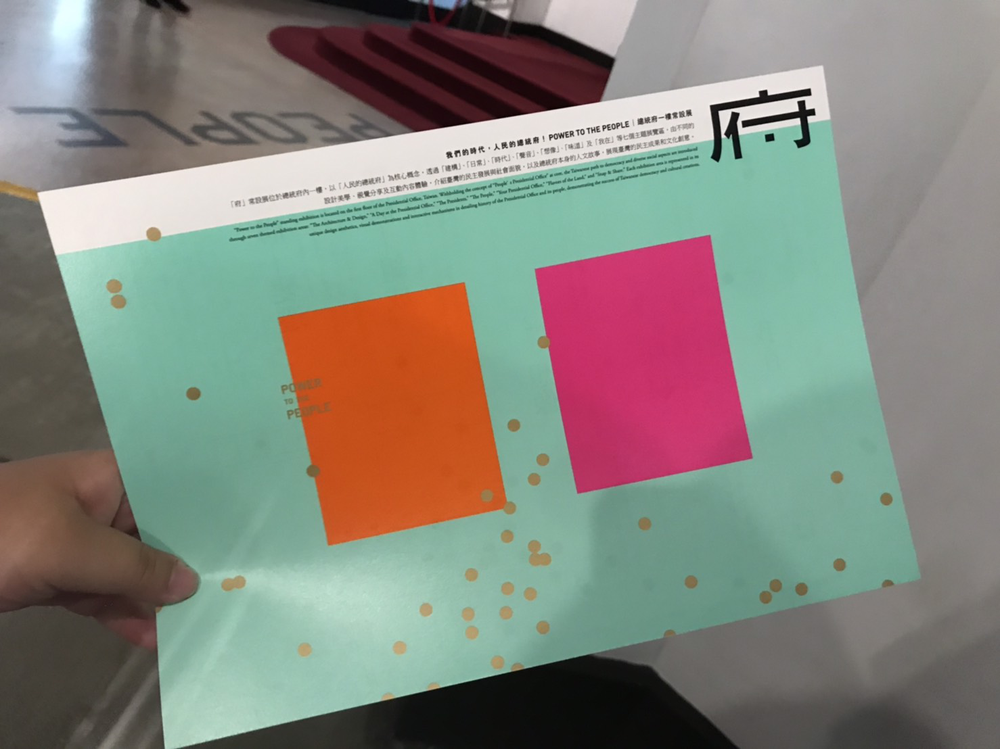 府
我們的時代，人民的總統府！POWER TO THE PEOPLE｜總統府一樓常設展
「府」常設展位於總統府內一樓，以「人民的總統府」為核心概念，透過「建構」、「日常」、「時代」、「聲音」、「想像」、「味道」及「我在」等七個主題展覽區，由不同的
設計美學、視覺分享及互動內容體驗，介紹臺灣的民主發展與社會面貌，以及總統府本身的人文故事，展現臺灣的民主成果和文化創意。
"Power to the People" standing exhibition is located on the first floor of the Presidential Office, Taiwan. Withholding the concept of "People's Presidential Office" as core, the Taiwanese path to democracy and diverse social aspects are introduced
through seven themed exhibition areas: "The Architecture & Design," "A Day at the Presidential Office," "The Presidents," "The People," "Your Presidential Office," "Flavors of the Land," and "Snap & Share." Each exhibition area is represented in its
unique design aesthetics, visual demonstrations and interactive mechanisms in detailing history of the Presidential Office and its people, demonstrating the success of Taiwanese democracy and cultural creations.
POWER
TO THE
PEOPLE
PEOPLE